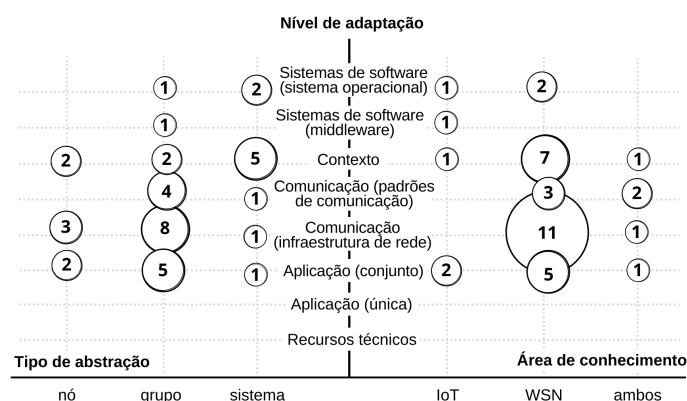 Nível de adaptação
Sistemas de software
(sistema operacional)
1
2
1
2
Sistemas de software
(middleware)
1
1
Contexto
2
2
5
1
7
1
Comunicação (padrões
de comunicação)
4
1
3
2
Comunicação
(infraestrutura de rede)
3
8
1
11
1
Aplicação (conjunto)
2
5
1
2
5
1
Aplicação (única)
Recursos técnicos
Tipo de abstração
Área de conhecimento
nó grupo sistema IoT WSN ambos